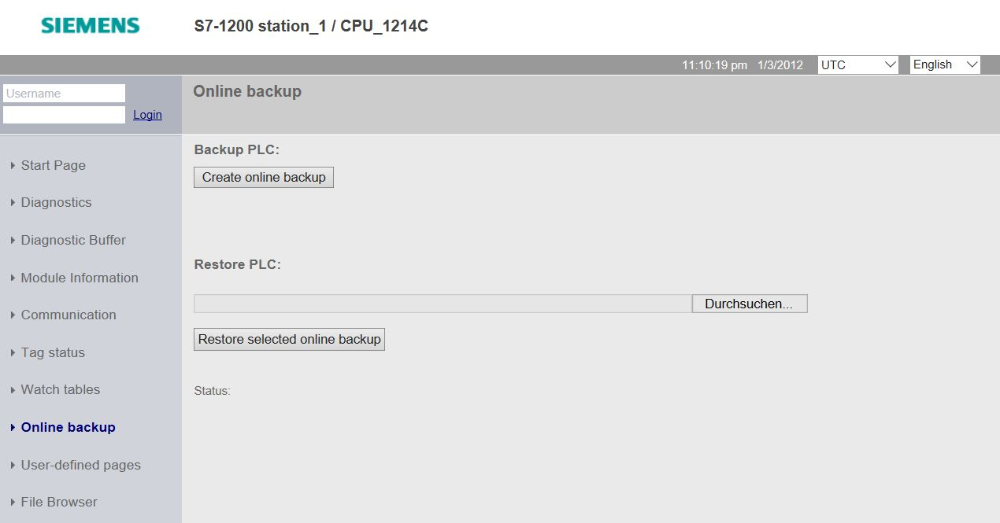 SIEMENS
S7-1200 station_1 / CPU_1214C
11:10:19 pm 1/3/2012 UTC English
Username
Login
Online backup
Start Page
Diagnostics
Diagnostic Buffer
Module Information
Communication
Tag status
Watch tables
Online backup
User-defined pages
File Browser
Backup PLC:
Create online backup
Restore PLC:
Durchsuchen...
Restore selected online backup
Status: